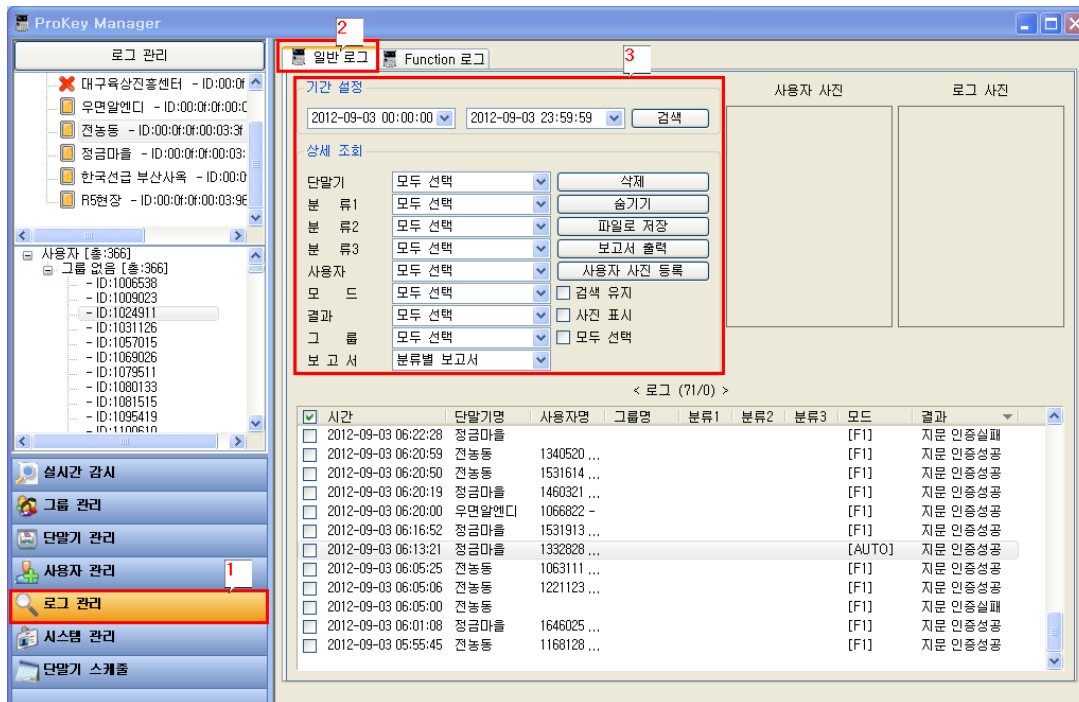 ProKey Manager
로그 관리
대구육상진흥센터 - ID:00:0f
우면알엔디 - ID:00:0f:0f:00:0
전농동 - ID:00:0f:0f:00:03:3f
정금마을 - ID:00:0f:0f:00:03:
한국선급 부산사옥 - ID:00:0
R5현장 - ID:00:0f:0f:00:03:9E
사용자 [총:366]
그룹 없음 [총:366]
- ID:1006538
- ID:1009023
- ID:1024911
- ID:1031126
- ID:1057015
- ID:1069026
- ID:1079511
- ID:1080133
- ID:1081515
- ID:1095419
- ID:1100610
실시간 감시
그룹 관리
단말기 관리
사용자 관리
1
로그 관리
시스템 관리
단말기 스케줄
2
일반 로그 Function 로그
3
기간 설정
2012-09-03 00:00:00 2012-09-03 23:59:59 검색
상세 조회
단말기 모두 선택 삭제
분 류1 모두 선택 숨기기
분 류2 모두 선택 파일로 저장
분 류3 모두 선택 보고서 출력
사용자 모두 선택 사용자 사진 등록
모 드 모두 선택 검색 유지
결과 모두 선택 사진 표시
그 룹 모두 선택 모두 선택
보 고 서 분류별 보고서
사용자 사진 로그 사진
< 로그 (71/0) >
시간 단말기명 사용자명 그룹명 분류1 분류2 분류3 모드 결과
2012-09-03 06:22:28 정금마을 [F1] 지문 인증실패
2012-09-03 06:20:59 전농동 1340520 ... [F1] 지문 인증성공
2012-09-03 06:20:50 전농동 1531614 ... [F1] 지문 인증성공
2012-09-03 06:20:19 정금마을 1460321 ... [F1] 지문 인증성공
2012-09-03 06:20:00 우면알엔디 1066822 - [F1] 지문 인증성공
2012-09-03 06:16:52 정금마을 1531913 ... [F1] 지문 인증성공
2012-09-03 06:13:21 정금마을 1332828 ... [AUTO] 지문 인증성공
2012-09-03 06:05:25 전농동 1063111 ... [F1] 지문 인증성공
2012-09-03 06:05:06 전농동 1221123 ... [F1] 지문 인증성공
2012-09-03 06:05:00 전농동 [F1] 지문 인증실패
2012-09-03 06:01:08 정금마을 1646025 ... [F1] 지문 인증성공
2012-09-03 05:55:45 전농동 1168128 ... [F1] 지문 인증성공